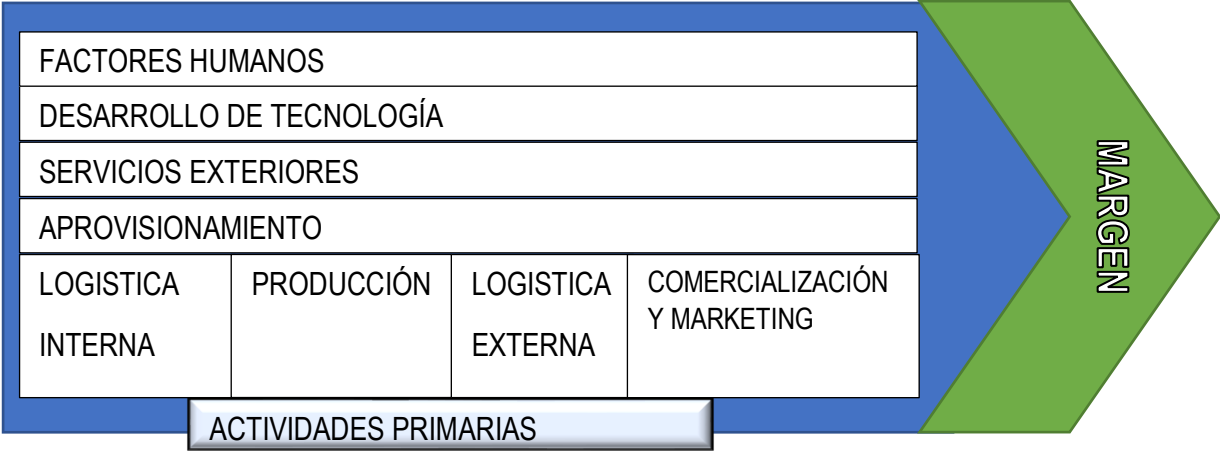 FACTORES HUMANOS
DESARROLLO DE TECNOLOGÍA
SERVICIOS EXTERIORES
APROVISIONAMIENTO
LOGISTICA
INTERNA
PRODUCCIÓN
LOGISTICA
EXTERNA
COMERCIALIZACIÓN
Y MARKETING
ACTIVIDADES PRIMARIAS
MARGEN